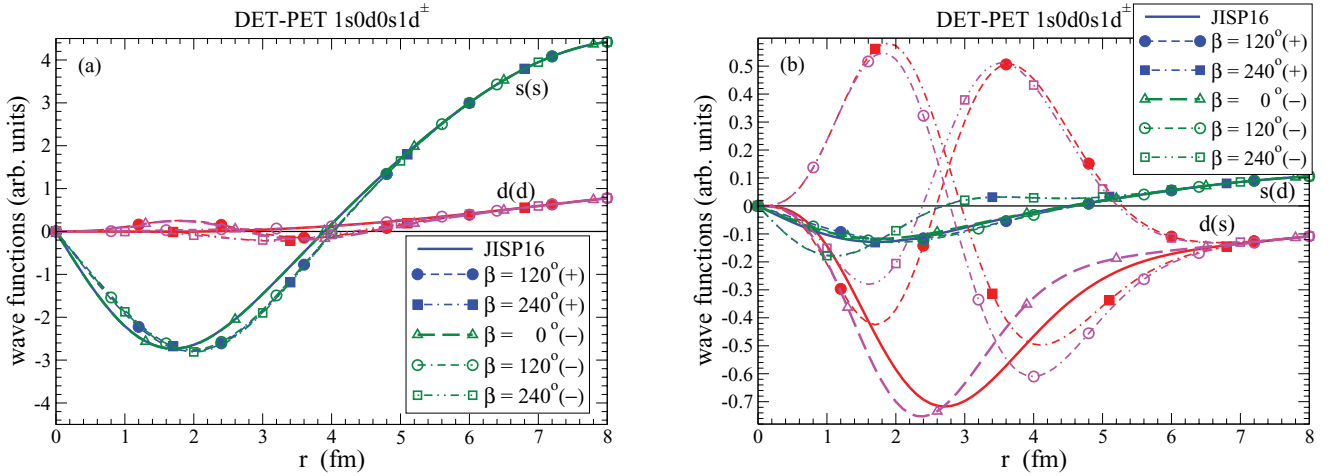 DET-PET 1s0d0s1d±
(a)
s(s)
d(d)
JISP16
β = 120°(+)
β = 240°(+)
β = 0°(−)
β = 120°(−)
β = 240°(−)
4
3
2
1
0
-1
-2
-3
-4
wave functions (arb. units)
0 1 2 3 4 5 6 7 8
r (fm)
DET-PET 1s0d0s1d±
(b)
JISP16
β = 120°(+)
β = 240°(+)
β = 0°(−)
β = 120°(−)
β = 240°(−)
s(d)
d(s)
0.5
0.4
0.3
0.2
0.1
0
-0.1
-0.2
-0.3
-0.4
-0.5
-0.6
-0.7
wave functions (arb. units)
0 1 2 3 4 5 6 7 8
r (fm)